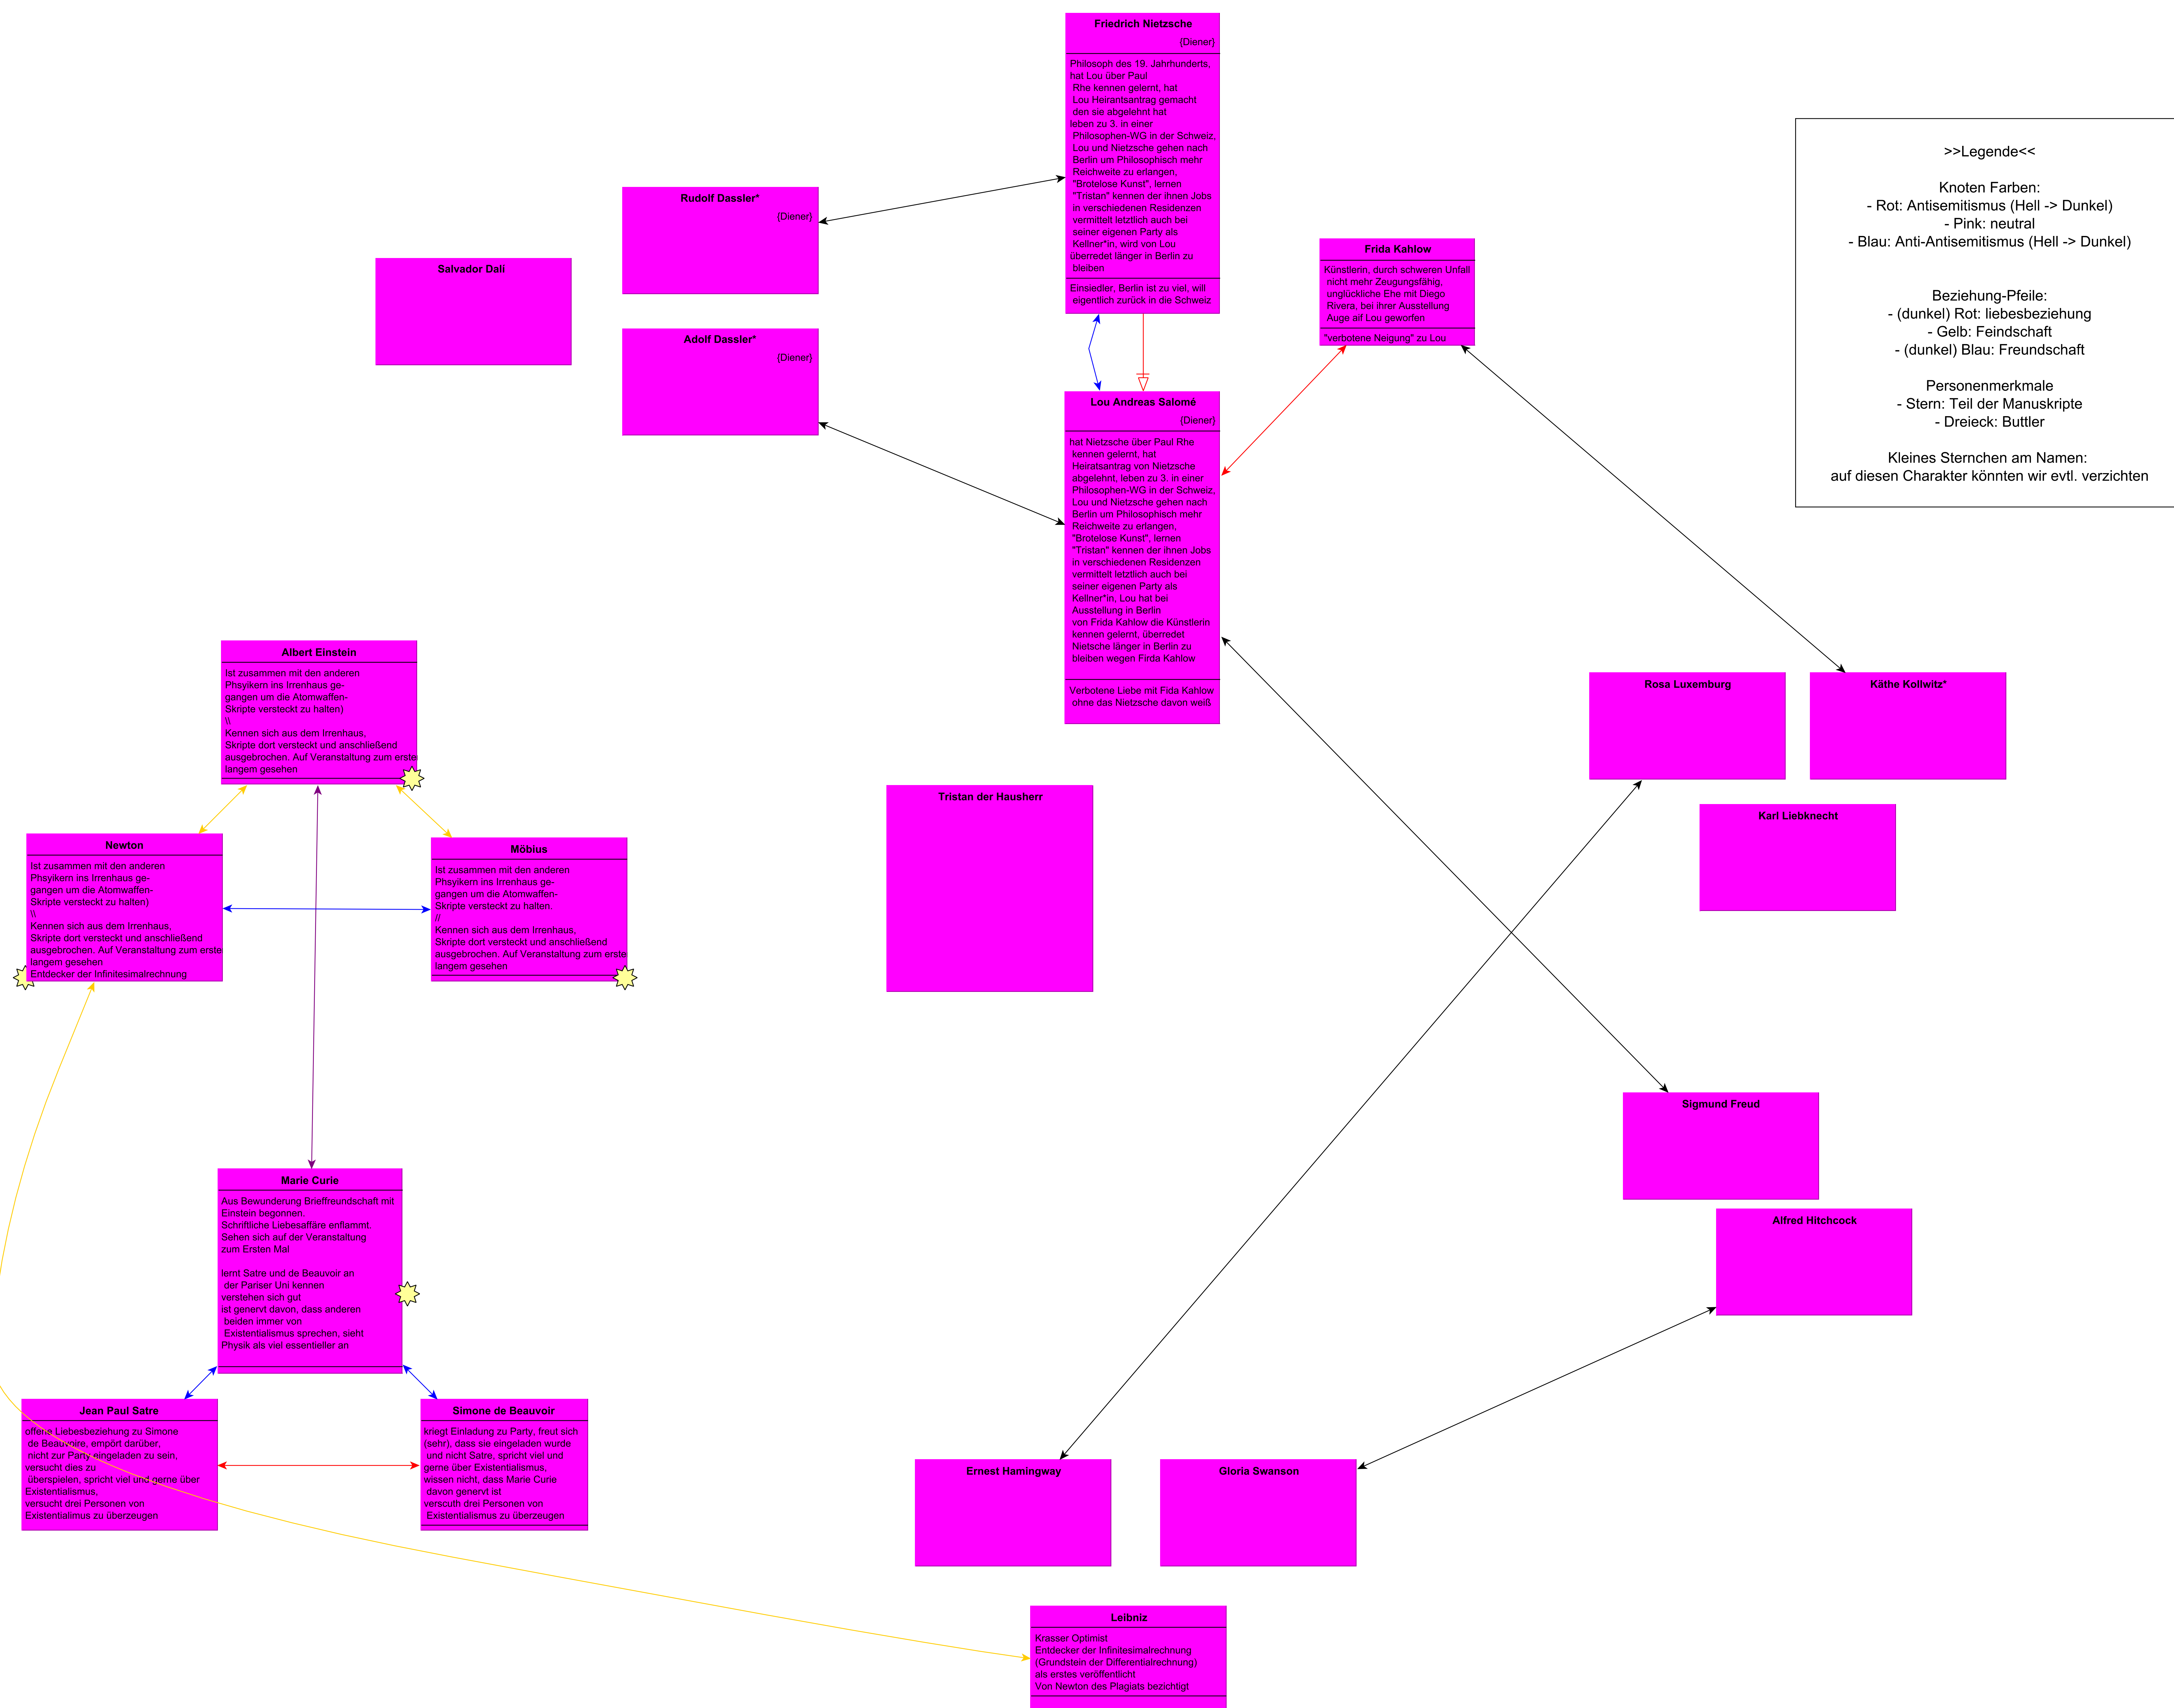 Friedrich Nietzsche
{Diener}
Philosoph des 19. Jahrhunderts,
hat Lou über Paul
Rhe kennen gelernt, hat
Lou Heirantsantrag gemacht
den sie abgelehnt hat
leben zu 3. in einer
Philosophen-WG in der Schweiz,
Lou und Nietzsche gehen nach
Berlin um Philosophisch mehr
Reichweite zu erlangen,
"Brotelose Kunst", lernen
"Tristan" kennen der ihnen Jobs
in verschiedenen Residenzen
vermittelt letztlich auch bei
seiner eigenen Party als
Kellner*in, wird von Lou
überredet länger in Berlin zu
bleiben
Einsiedler, Berlin ist zu viel, will
eigentlich zurück in die Schweiz
>>Legende<<
Knoten Farben:
- Rot: Antisemitismus (Hell -> Dunkel)
- Pink: neutral
- Blau: Anti-Antisemitismus (Hell -> Dunkel)
Beziehung-Pfeile:
- (dunkel) Rot: liebesbeziehung
- Gelb: Feindschaft
- (dunkel) Blau: Freundschaft
Personenmerkmale
- Stern: Teil der Manuskripte
- Dreieck: Buttler
Kleines Sternchen am Namen:
auf diesen Charakter könnten wir evtl. verzichten
Rudolf Dassler*
{Diener}
Salvador Dalí
Frida Kahlow
Künstlerin, durch schweren Unfall
nicht mehr Zeugungsfähig,
unglückliche Ehe mit Diego
Rivera, bei ihrer Ausstellung
Auge aif Lou geworfen
"verbotene Neigung" zu Lou
Adolf Dassler*
{Diener}
Lou Andreas Salomé
{Diener}
hat Nietzsche über Paul Rhe
kennen gelernt, hat
Heiratsantrag von Nietzsche
abgelehnt, leben zu 3. in einer
Philosophen-WG in der Schweiz,
Lou und Nietzsche gehen nach
Berlin um Philosophisch mehr
Reichweite zu erlangen,
"Brotelose Kunst", lernen
"Tristan" kennen der ihnen Jobs
in verschiedenen Residenzen
vermittelt letztlich auch bei
seiner eigenen Party als
Kellner*in, Lou hat bei
Ausstellung in Berlin
von Frida Kahlow die Künstlerin
kennen gelernt, überredet
Nietsche länger in Berlin zu
bleiben wegen Firda Kahlow
Verbotene Liebe mit Fida Kahlow
ohne das Nietzsche davon weiß
Albert Einstein
Ist zusammen mit den anderen
Phsyikern ins Irrenhaus ge-
gangen um die Atomwaffen-
Skripte versteckt zu halten)
\\
Kennen sich aus dem Irrenhaus,
Skripte dort versteckt und anschließend
ausgebrochen. Auf Veranstaltung zum erste
langem gesehen
Rosa Luxemburg
Käthe Kollwitz*
Karl Liebknecht
Tristan der Hausherr
Newton
Ist zusammen mit den anderen
Phsyikern ins Irrenhaus ge-
gangen um die Atomwaffen-
Skripte versteckt zu halten)
\\
Kennen sich aus dem Irrenhaus,
Skripte dort versteckt und anschließend
ausgebrochen. Auf Veranstaltung zum erste
langem gesehen
Entdecker der Infinitesimalrechnung
Möbius
Ist zusammen mit den anderen
Phsyikern ins Irrenhaus ge-
gangen um die Atomwaffen-
Skripte versteckt zu halten.
//
Kennen sich aus dem Irrenhaus,
Skripte dort versteckt und anschließend
ausgebrochen. Auf Veranstaltung zum erste
langem gesehen
Sigmund Freud
Alfred Hitchcock
Marie Curie
Aus Bewunderung Brieffreundschaft mit
Einstein begonnen.
Schriftliche Liebesaffäre enflammt.
Sehen sich auf der Veranstaltung
zum Ersten Mal
lernt Satre und de Beauvoir an
der Pariser Uni kennen
verstehen sich gut
ist genervt davon, dass anderen
beiden immer von
Existentialismus sprechen, sieht
Physik als viel essentieller an
Jean Paul Satre
offene Liebesbeziehung zu Simone
de Beauvoire, empört darüber,
nicht zur Party eingeladen zu sein,
versucht dies zu
überspielen, spricht viel und gerne über
Existentialismus,
versucht drei Personen von
Existentialimus zu überzeugen
Simone de Beauvoir
kriegt Einladung zu Party, freut sich
(sehr), dass sie eingeladen wurde
und nicht Satre, spricht viel und
gerne über Existentialismus,
wissen nicht, dass Marie Curie
davon genervt ist
verscuth drei Personen von
Existentialismus zu überzeugen
Ernest Hamingway
Gloria Swanson
Leibniz
Krasser Optimist
Entdecker der Infinitesimalrechnung
(Grundstein der Differentialrechnung)
als erstes veröffentlicht
Von Newton des Plagiats bezichtigt